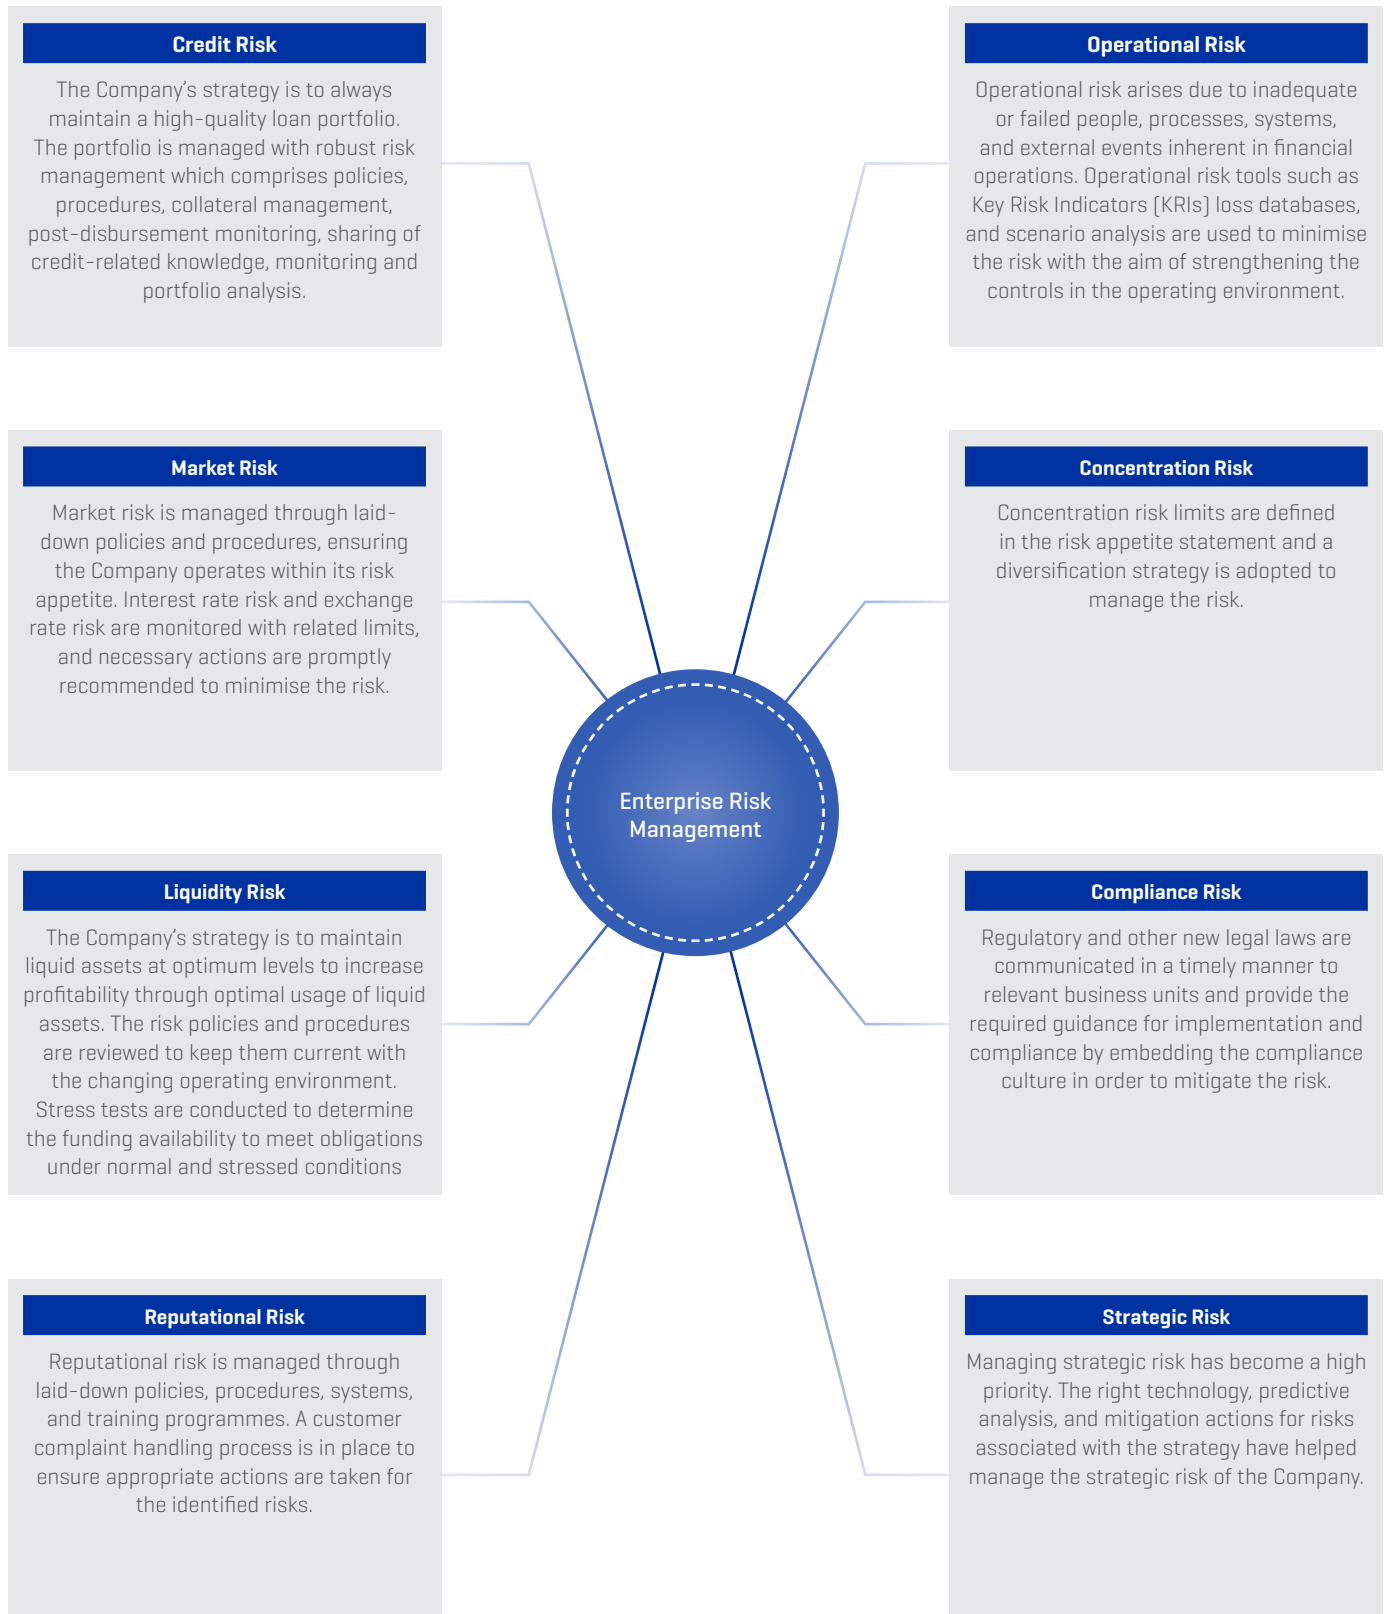 Credit Risk
The Company's strategy is to always
maintain a high-quality loan portfolio.
The portfolio is managed with robust risk
management which comprises policies,
procedures, collateral management,
post-disbursement monitoring, sharing of
credit-related knowledge, monitoring and
portfolio analysis.
Operational Risk
Operational risk arises due to inadequate
or failed people, processes, systems,
and external events inherent in financial
operations. Operational risk tools such as
Key Risk Indicators (KRIs) loss databases,
and scenario analysis are used to minimise
the risk with the aim of strengthening the
controls in the operating environment.
Market Risk
Market risk is managed through laid-
down policies and procedures, ensuring
the Company operates within its risk
appetite. Interest rate risk and exchange
rate risk are monitored with related limits,
and necessary actions are promptly
recommended to minimise the risk.
Concentration Risk
Concentration risk limits are defined
in the risk appetite statement and a
diversification strategy is adopted to
manage the risk.
Enterprise Risk
Management
Liquidity Risk
The Company's strategy is to maintain
liquid assets at optimum levels to increase
profitability through optimal usage of liquid
assets. The risk policies and procedures
are reviewed to keep them current with
the changing operating environment.
Stress tests are conducted to determine
the funding availability to meet obligations
under normal and stressed conditions
Compliance Risk
Regulatory and other new legal laws are
communicated in a timely manner to
relevant business units and provide the
required guidance for implementation and
compliance by embedding the compliance
culture in order to mitigate the risk.
Reputational Risk
Reputational risk is managed through
laid-down policies, procedures, systems,
and training programmes. A customer
complaint handling process is in place to
ensure appropriate actions are taken for
the identified risks.
Strategic Risk
Managing strategic risk has become a high
priority. The right technology, predictive
analysis, and mitigation actions for risks
associated with the strategy have helped
manage the strategic risk of the Company.